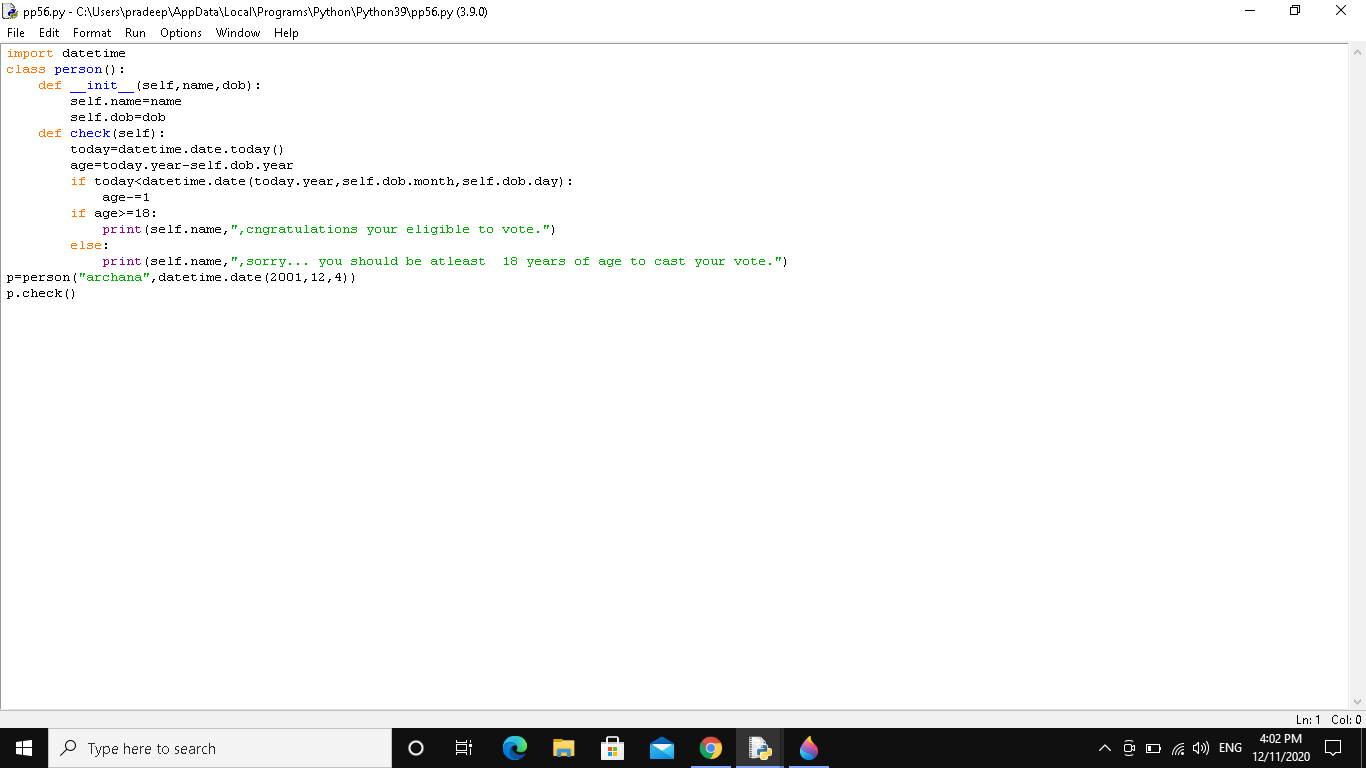 pp56.py - C:\Users\pradeep\AppData\Local\Programs\Python\Python39\pp56.py (3.9.0)
File Edit Format Run Options Window Help
import datetime
class person():
    def __init__(self,name,dob):
        self.name=name
        self.dob=dob
    def check(self):
        today=datetime.date.today()
        age=today.year-self.dob.year
        if today<datetime.date(today.year,self.dob.month,self.dob.day):
            age-=1
        if age>=18:
            print(self.name,",cngratulations your eligible to vote.")
        else:
            print(self.name,",sorry... you should be atleast  18 years of age to cast your vote.")
p=person("archana",datetime.date(2001,12,4))
p.check()
Ln: 1 Col: 0
Type here to search
ENG
4:02 PM
12/11/2020